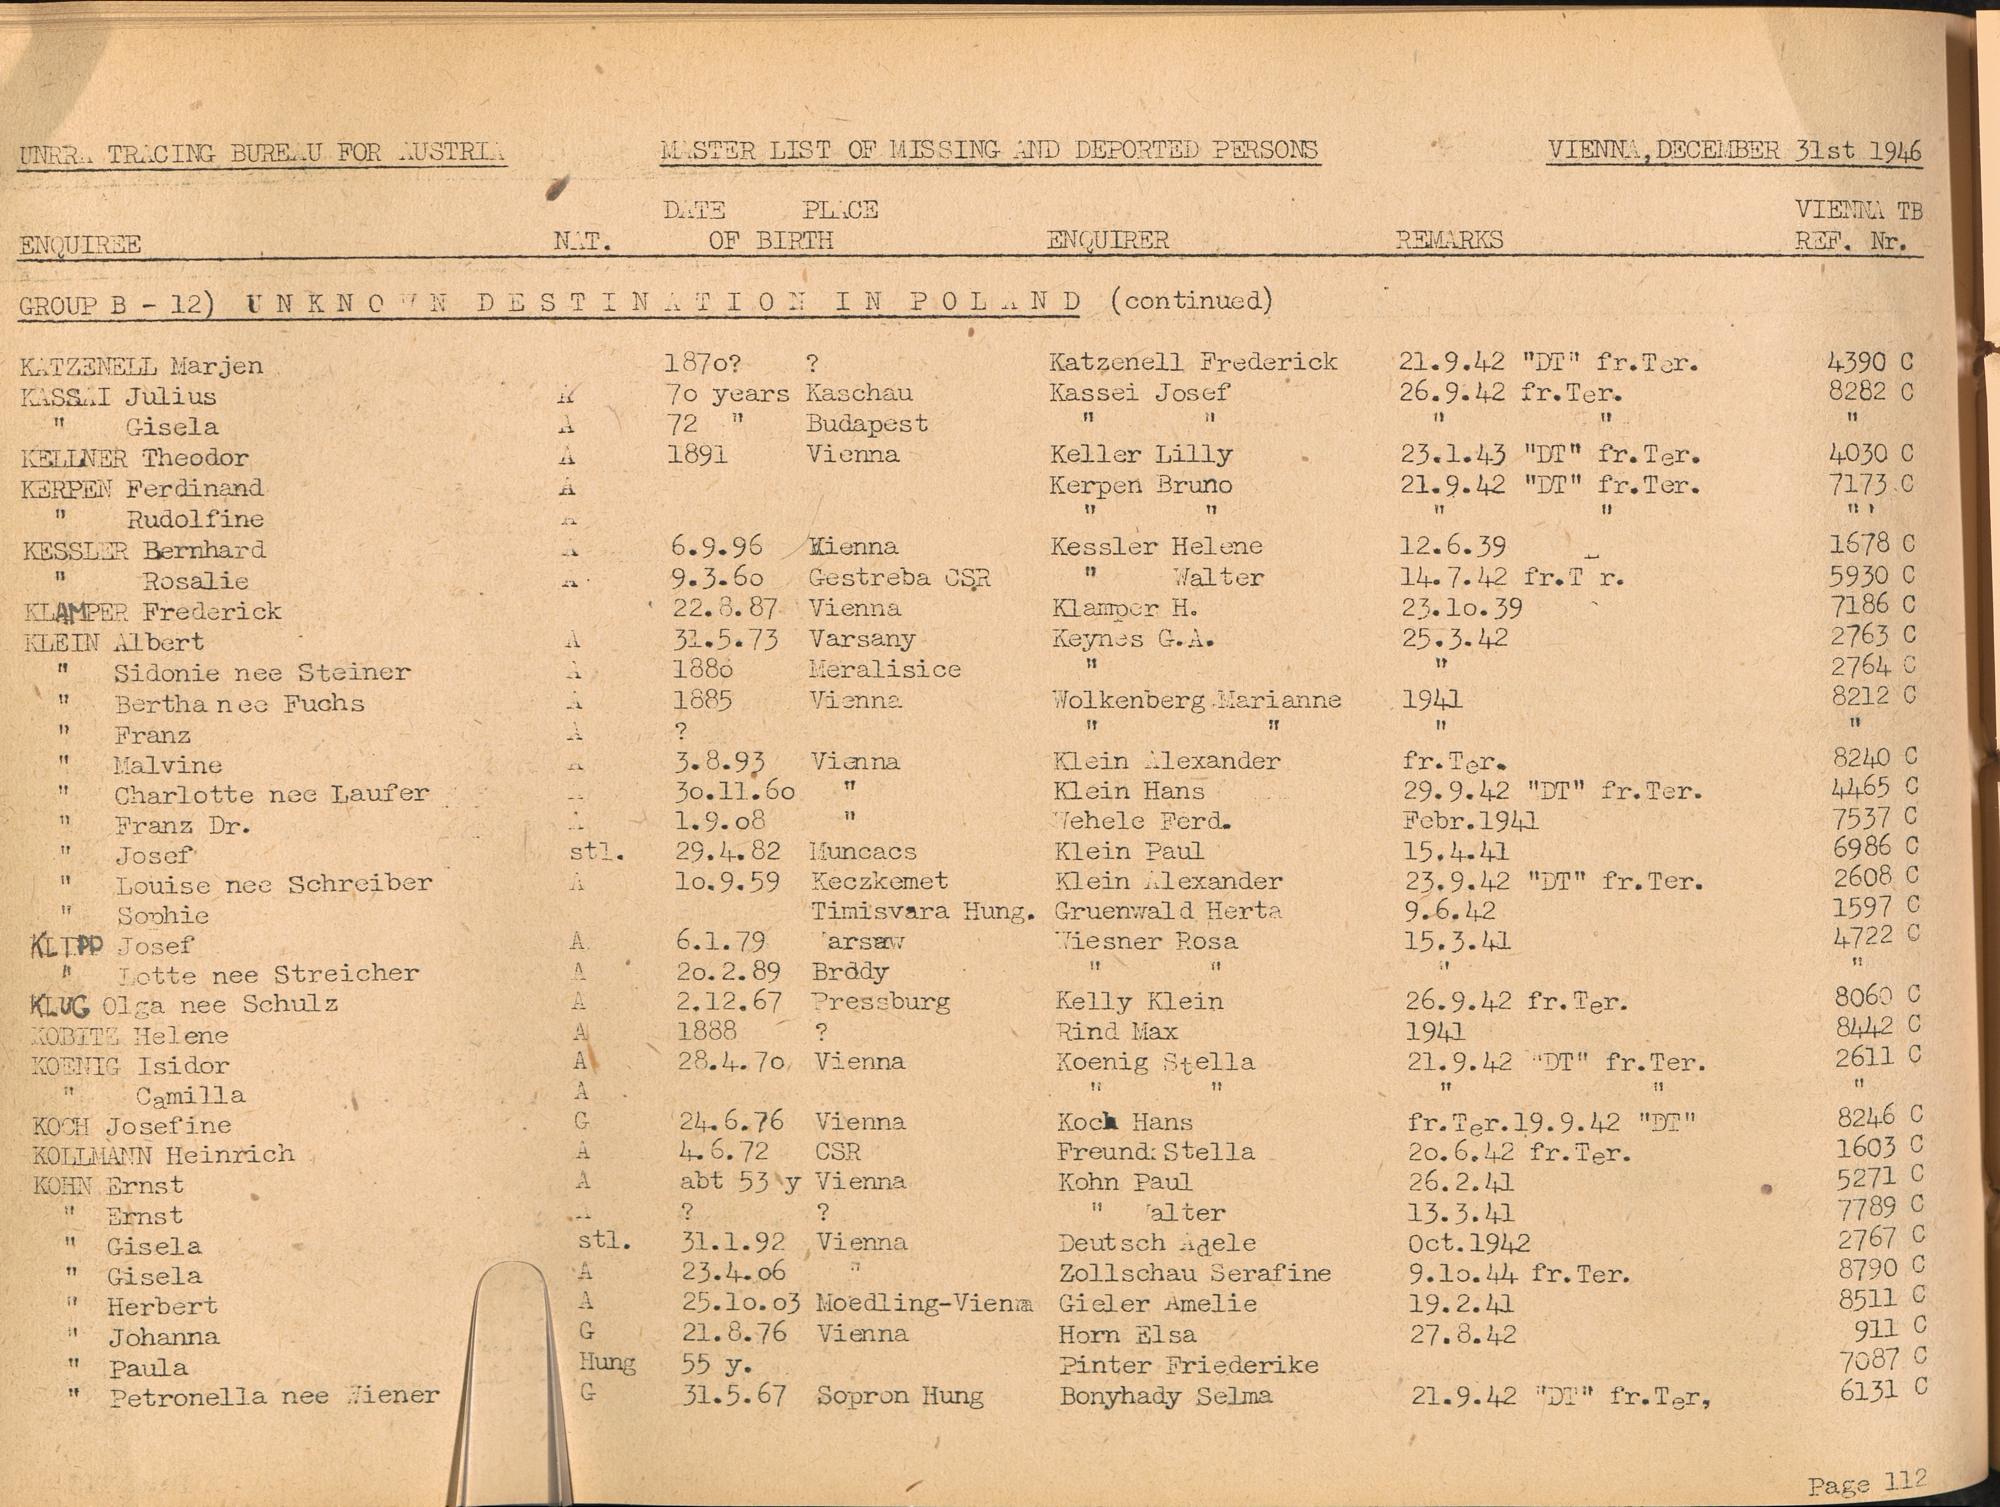 UNRRA TRACING BUREAU FOR AUSTRIA MASTER LIST OF MISSING AND DEPORTED PERSONS VIENNA, DECEMBER 31st 1946
DATE PLACE VIENNA TB
ENQUIREE NAT. OF BIRTH ENQUIRER REMARKS REF. Nr.
GROUP B - 12) UNKNOWN DESTINATION IN POLAND (continued)
KATZENELL Marjen 1870? ? Katzenell Frederick 21.9.42 "DT" fr.Ter. 4390 C
KASSAI Julius 70 years Kaschau Kassei Josef 26.9.42 fr.Ter. 8282 C
" Gisela A 72 " Budapest " " " " "
KELLNER Theodor A 1891 Vienna Keller Lilly 23.1.43 "DT" fr.Ter. 4030 C
KERPEN Ferdinand A Kerpen Bruno 21.9.42 "DT" fr.Ter. 7173 C
" Rudolfine A " " " " "
KESSLER Bernhard A 6.9.96 Vienna Kessler Helene 12.6.39 1678 C
" Rosalie A 9.3.60 Gestreba CSR " Walter 14.7.42 fr.T r. 5930 C
KLAMPER Frederick 22.8.87 Vienna Klamper H. 23.10.39 7186 C
KLEIN Albert A 31.5.73 Varsany Keynes G.A. 25.3.42 2763 C
" Sidonie nee Steiner A 1880 Meralisice " " 2764 C
" Bertha nee Fuchs A 1885 Vienna Wolkenberg Marianne 1941 8212 C
" Franz A ? " " " "
" Malvine A 3.8.93 Vienna Klein Alexander fr.Ter. 8240 C
" Charlotte nee Laufer A 30.11.60 " Klein Hans 29.9.42 "DT" fr.Ter. 4465 C
" Franz Dr. A 1.9.08 " Wehele Ferd. Febr.1941 7537 C
" Josef stl. 29.4.82 Muncacs Klein Paul 15.4.41 6986 C
" Louise nee Schreiber A 10.9.59 Keczkemet Klein Alexander 23.9.42 "DT" fr.Ter. 2608 C
" Sophie Timisvara Hung. Gruenwald Herta 9.6.42 1597 C
KLIPP Josef A 6.1.79 Warsaw Wiesner Rosa 15.3.41 4722 C
" Lotte nee Streicher A 20.2.89 Brody " " " "
KLUG Olga nee Schulz A 2.12.67 Pressburg Kelly Klein 26.9.42 fr.Ter. 8060 C
KOBITZ Helene A 1888 ? Rind Max 1941 8442 C
KOENIG Isidor A 28.4.70 Vienna Koenig Stella 21.9.42 "DT" fr.Ter. 2611 C
" Camilla A " " " " "
KOCH Josefine G 24.6.76 Vienna Koch Hans fr.Ter.19.9.42 "DT" 8246 C
KOLLMANN Heinrich A 4.6.72 CSR Freund Stella 20.6.42 fr.Ter. 1603 C
KOHN Ernst A abt 53 y Vienna Kohn Paul 26.2.41 5271 C
" Ernst A ? ? " Walter 13.3.41 7789 C
" Gisela stl. 31.1.92 Vienna Deutsch Adele Oct.1942 2767 C
" Gisela A 23.4.06 " Zollschau Serafine 9.10.44 fr.Ter. 8790 C
" Herbert A 25.10.03 Moedling-Vienna Gieler Amelie 19.2.41 8511 C
" Johanna G 21.8.76 Vienna Horn Elsa 27.8.42 911 C
" Paula Hung 55 y. Pinter Friederike 7087 C
" Petronella nee Wiener G 31.5.67 Sopron Hung Bonyhady Selma 21.9.42 "DT" fr.Ter, 6131 C
Page 112